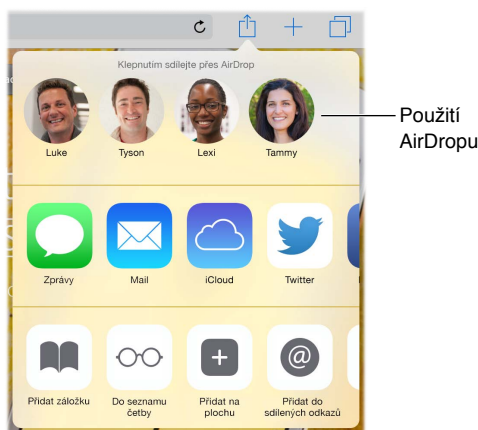 Klepnutím sdílejte přes AirDrop
Luke Tyson Lexi Tammy
Použití
AirDropu
Zprávy Mail iCloud Twitter
Přidat záložku Do seznamu Přidat na Přidat do
četby plochu sdílených odkazů